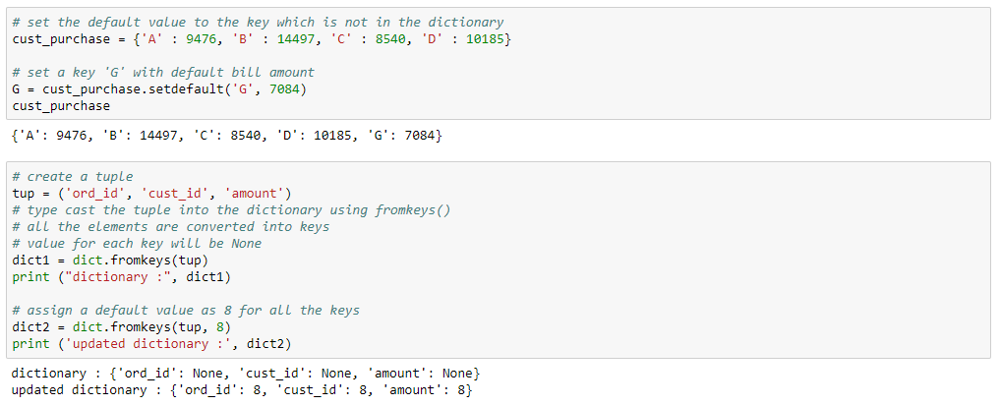 # set the default value to the key which is not in the dictionary
cust_purchase = {'A' : 9476, 'B' : 14497, 'C' : 8540, 'D' : 10185}
# set a key 'G' with default bill amount
G = cust_purchase.setdefault('G', 7084)
cust_purchase
{'A': 9476, 'B': 14497, 'C': 8540, 'D': 10185, 'G': 7084}
# create a tuple
tup = ('ord_id', 'cust_id', 'amount')
# type cast the tuple into the dictionary using fromkeys()
# all the elements are converted into keys
# value for each key will be None
dict1 = dict.fromkeys(tup)
print ("dictionary :", dict1)
# assign a default value as 8 for all the keys
dict2 = dict.fromkeys(tup, 8)
print ('updated dictionary :', dict2)
dictionary : {'ord_id': None, 'cust_id': None, 'amount': None}
updated dictionary : {'ord_id': 8, 'cust_id': 8, 'amount': 8}